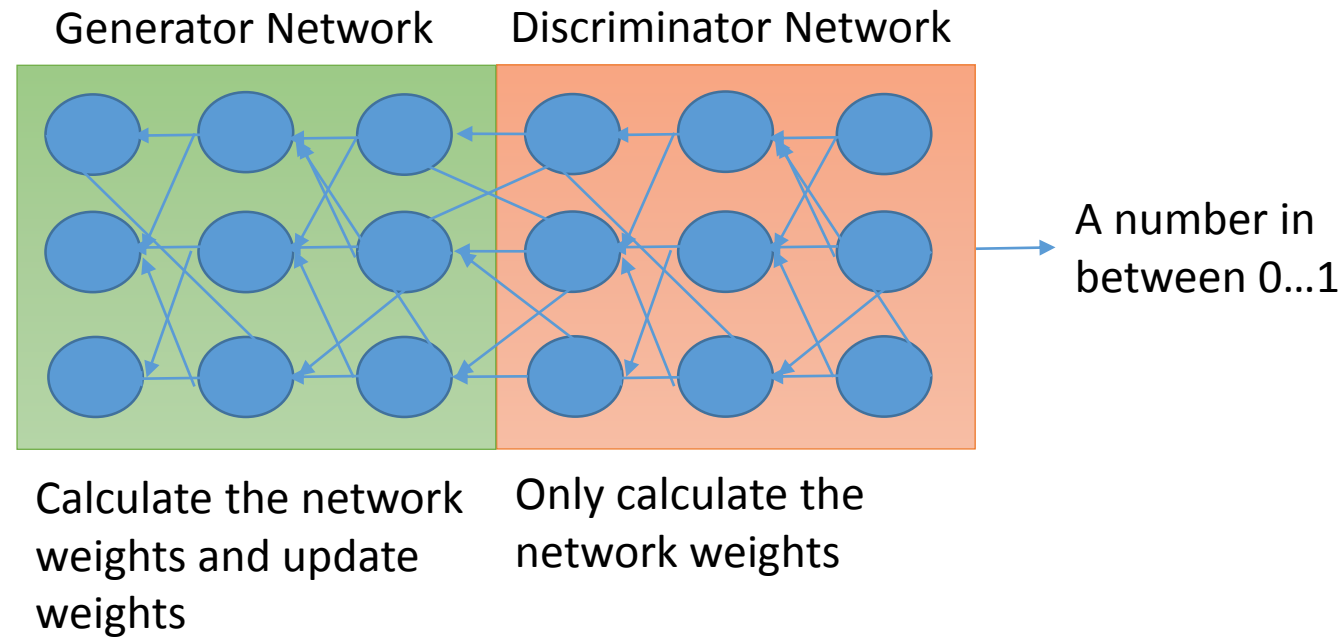 Generator Network
Discriminator Network
A number in
between 0…1
Calculate the network
weights and update
weights
Only calculate the
network weights